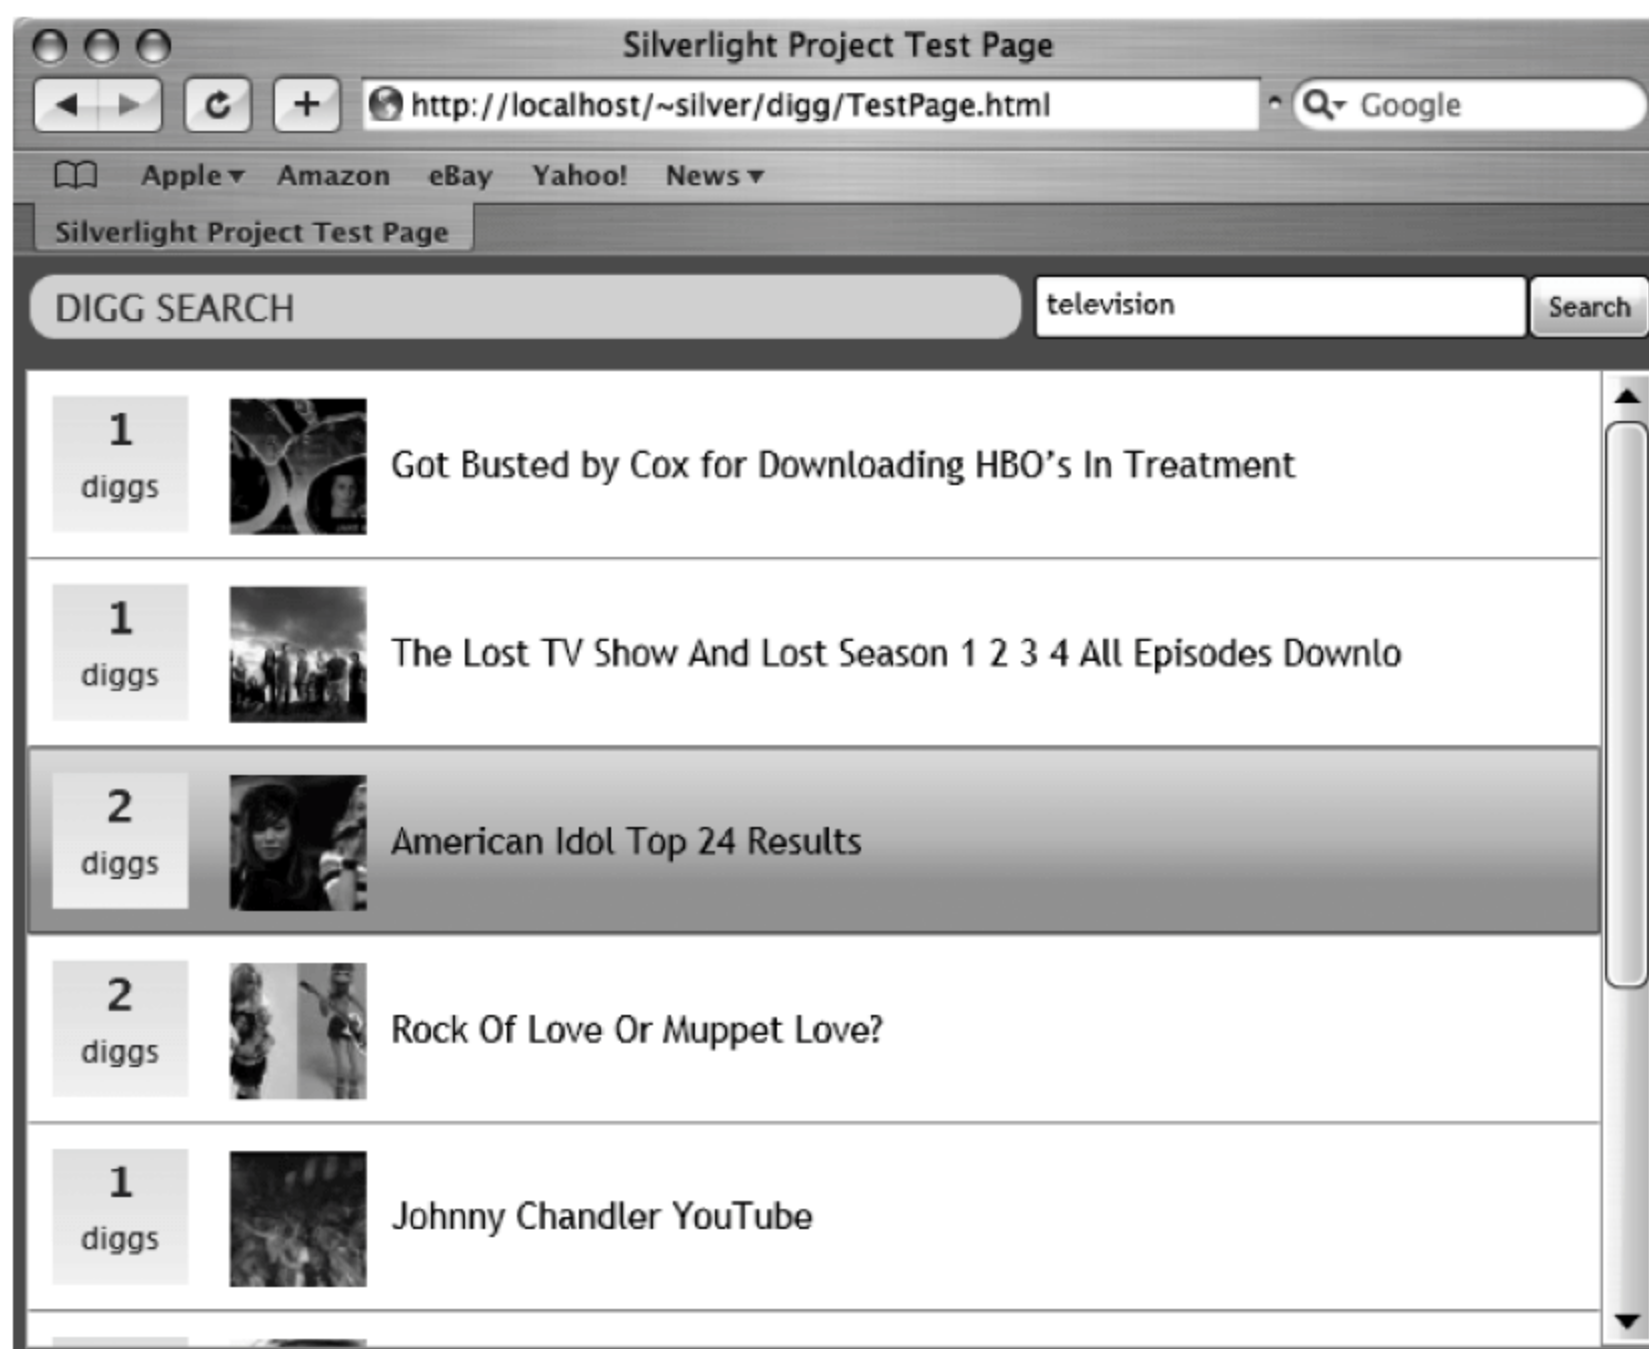 Silverlight Project Test Page
http://localhost/~silver/digg/TestPage.html
Google
Apple Amazon eBay Yahoo! News
Silverlight Project Test Page
DIGG SEARCH
television
Search
1
diggs
Got Busted by Cox for Downloading HBO’s In Treatment
1
diggs
The Lost TV Show And Lost Season 1 2 3 4 All Episodes Downlo
2
diggs
American Idol Top 24 Results
2
diggs
Rock Of Love Or Muppet Love?
1
diggs
Johnny Chandler YouTube